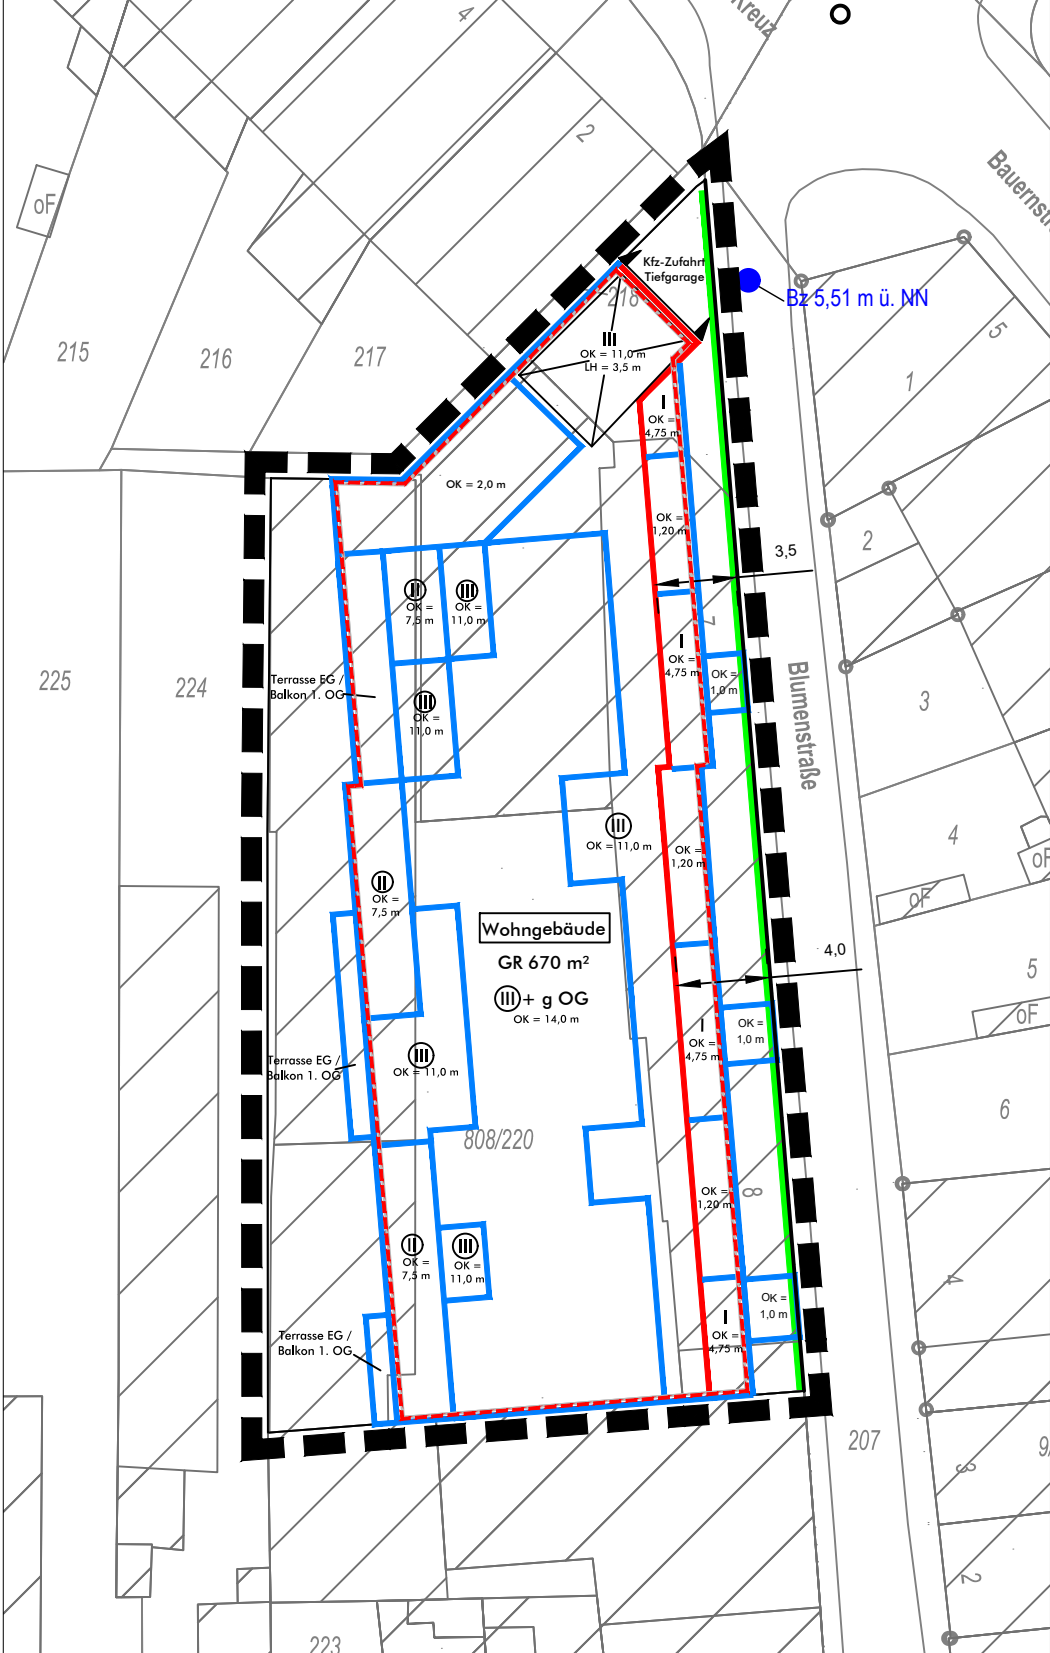 4
Kreuz
2
Bauernstr
oF
Kfz-Zufahrt
Tiefgarage
218
Bz 5,51 m ü. NN
5
1
215
216
217
III
OK = 11,0 m
LH = 3,5 m
I
OK =
4,75 m
OK = 2,0 m
OK =
1,20 m
2
3,5
II
OK =
7,5 m
III
OK =
11,0 m
7
I
OK =
4,75 m
OK =
1,0 m
225
224
Terrasse EG /
Balkon 1. OG
III
OK =
11,0 m
Blumenstraße
3
III
OK = 11,0 m
OK =
1,20 m
4
oF
oF
II
OK =
7,5 m
Wohngebäude
GR 670 m²
III + g OG
OK = 14,0 m
4,0
5
oF
I
OK =
4,75 m
OK =
1,0 m
Terrasse EG /
Balkon 1. OG
III
OK = 11,0 m
808/220
6
OK =
1,20 m
8
II
OK =
7,5 m
III
OK =
11,0 m
4
OK =
1,0 m
Terrasse EG /
Balkon 1. OG
I
OK =
4,75 m
207
9/
3
2
223